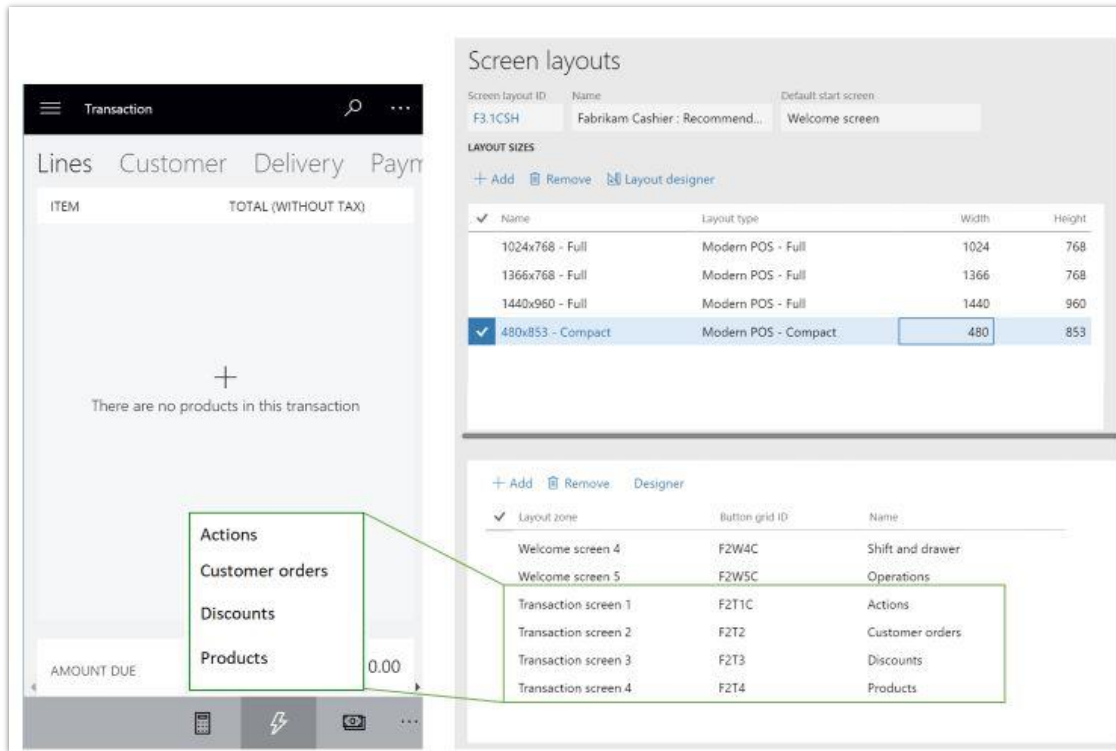 Transaction
Lines Customer Delivery Paym
ITEM TOTAL (WITHOUT TAX)
There are no products in this transaction
Actions
Customer orders
Discounts
Products
AMOUNT DUE 0.00
Screen layouts
Screen layout ID Name Default start screen
F3.1CSH Fabrikam Cashier : Recommend... Welcome screen
LAYOUT SIZES
Add Remove Layout designer
Name Layout type Width Height
1024x768 - Full Modern POS - Full 1024 768
1366x768 - Full Modern POS - Full 1366 768
1440x960 - Full Modern POS - Full 1440 960
480x853 - Compact Modern POS - Compact 480 853
Add Remove Designer
Layout zone Button grid ID Name
Welcome screen 4 F2W4C Shift and drawer
Welcome screen 5 F2W5C Operations
Transaction screen 1 F2T1C Actions
Transaction screen 2 F2T2 Customer orders
Transaction screen 3 F2T3 Discounts
Transaction screen 4 F2T4 Products